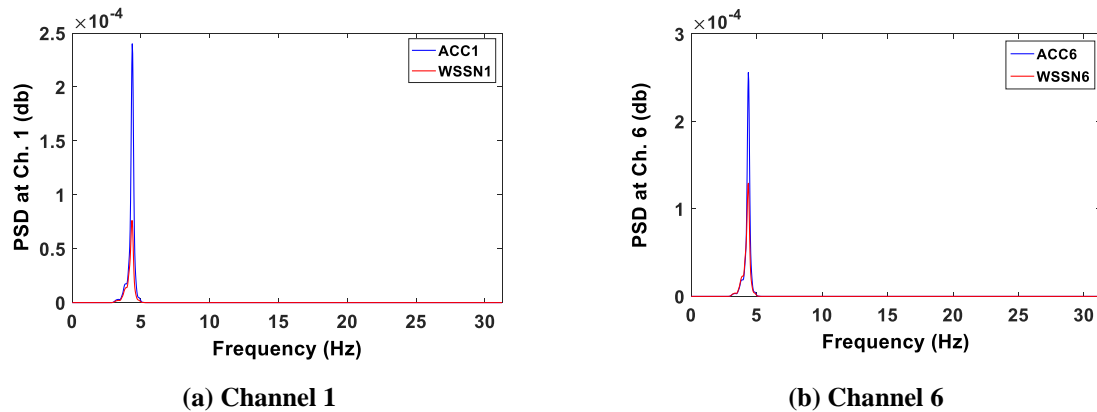 ×10⁻⁴
2.5
2
1.5
1
0.5
0
PSD at Ch. 1 (db)
ACC1
WSSN1
0 5 10 15 20 25 30
Frequency (Hz)
(a) Channel 1
×10⁻⁴
3
2
1
0
PSD at Ch. 6 (db)
ACC6
WSSN6
0 5 10 15 20 25 30
Frequency (Hz)
(b) Channel 6